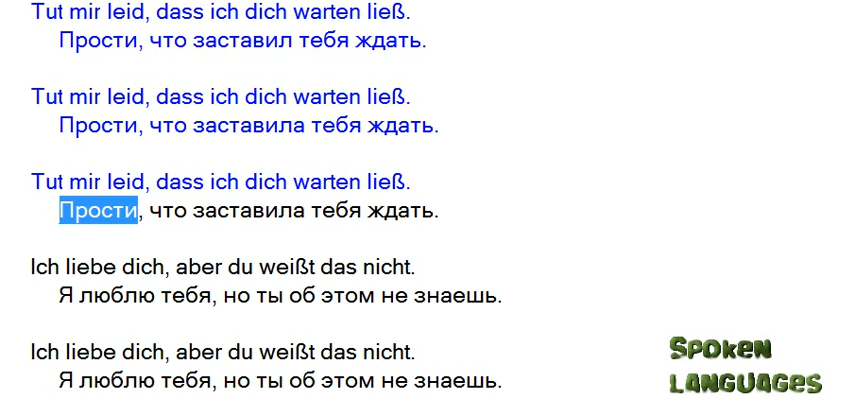 Tut mir leid, dass ich dich warten ließ.
Прости, что заставил тебя ждать.
Tut mir leid, dass ich dich warten ließ.
Прости, что заставила тебя ждать.
Tut mir leid, dass ich dich warten ließ.
Прости, что заставила тебя ждать.
Ich liebe dich, aber du weißt das nicht.
Я люблю тебя, но ты об этом не знаешь.
Ich liebe dich, aber du weißt das nicht.
Я люблю тебя, но ты об этом не знаешь.
Spoken
Languages